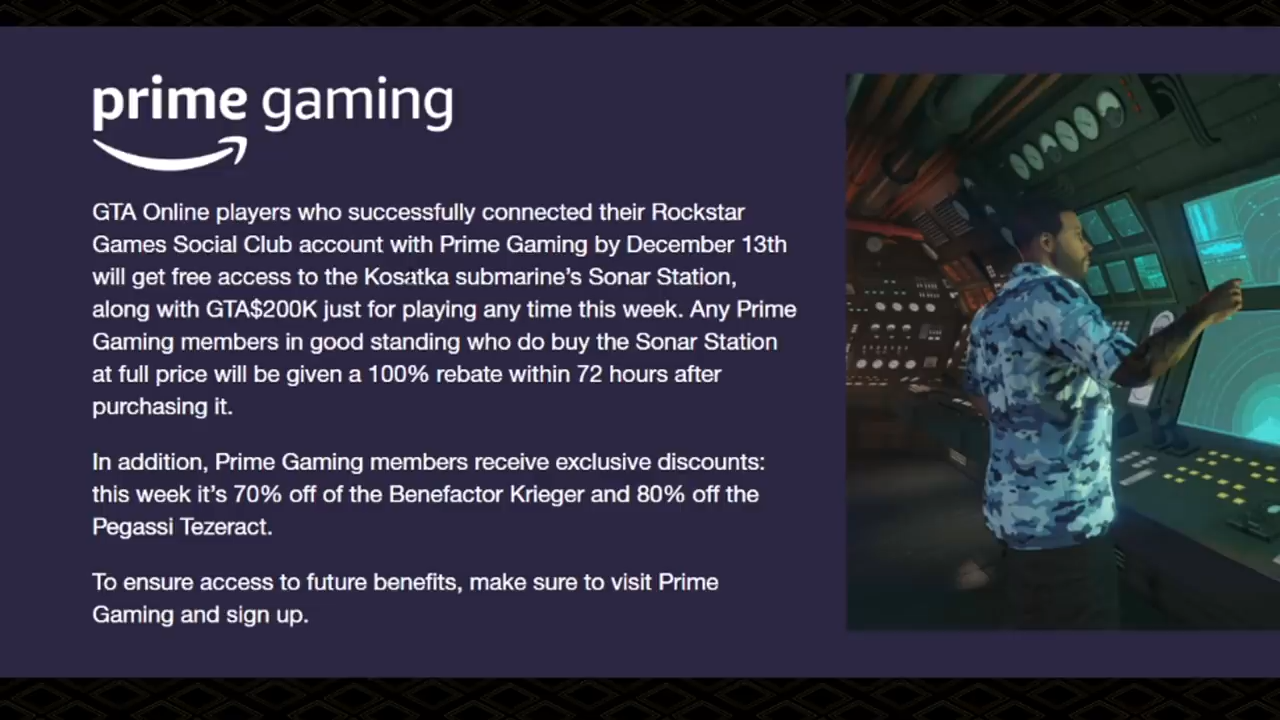 prime gaming
GTA Online players who successfully connected their Rockstar
Games Social Club account with Prime Gaming by December 13th
will get free access to the Kosatka submarine's Sonar Station,
along with GTA$200K just for playing any time this week. Any Prime
Gaming members in good standing who do buy the Sonar Station
at full price will be given a 100% rebate within 72 hours after
purchasing it.
In addition, Prime Gaming members receive exclusive discounts:
this week it's 70% off of the Benefactor Krieger and 80% off the
Pegassi Tezeract.
To ensure access to future benefits, make sure to visit Prime
Gaming and sign up.